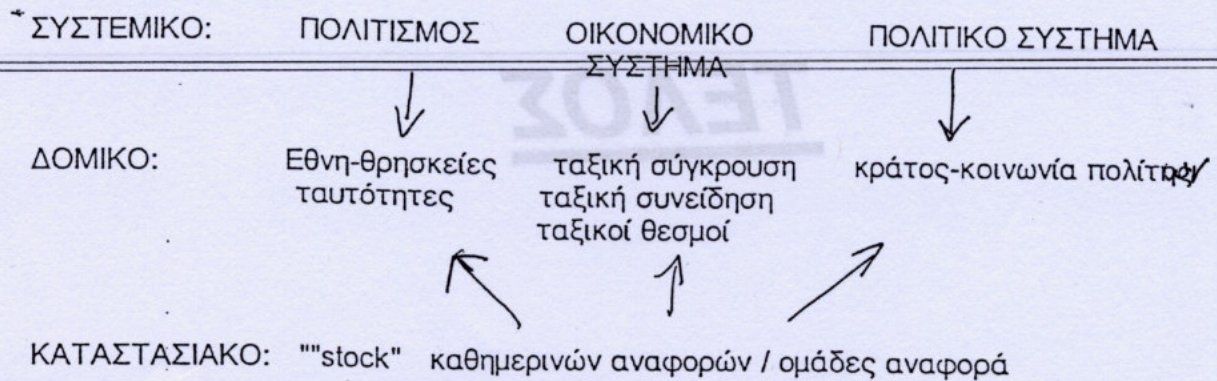 ΣΥΣΤΕΜΙΚΟ: ΠΟΛΙΤΙΣΜΟΣ ΟΙΚΟΝΟΜΙΚΟ ΠΟΛΙΤΙΚΟ ΣΥΣΤΗΜΑ
ΣΥΣΤΗΜΑ
ΤΕΛΟΣ
ΔΟΜΙΚΟ: Εθνη-θρησκείες ταξική σύγκρουση κράτος-κοινωνία
ταυτότητες ταξική συνείδηση
ταξικοί θεσμοί
ΚΑΤΑΣΤΑΣΙΑΚΟ: ""stock" καθημερινών αναφορών / ομάδες αναφορά